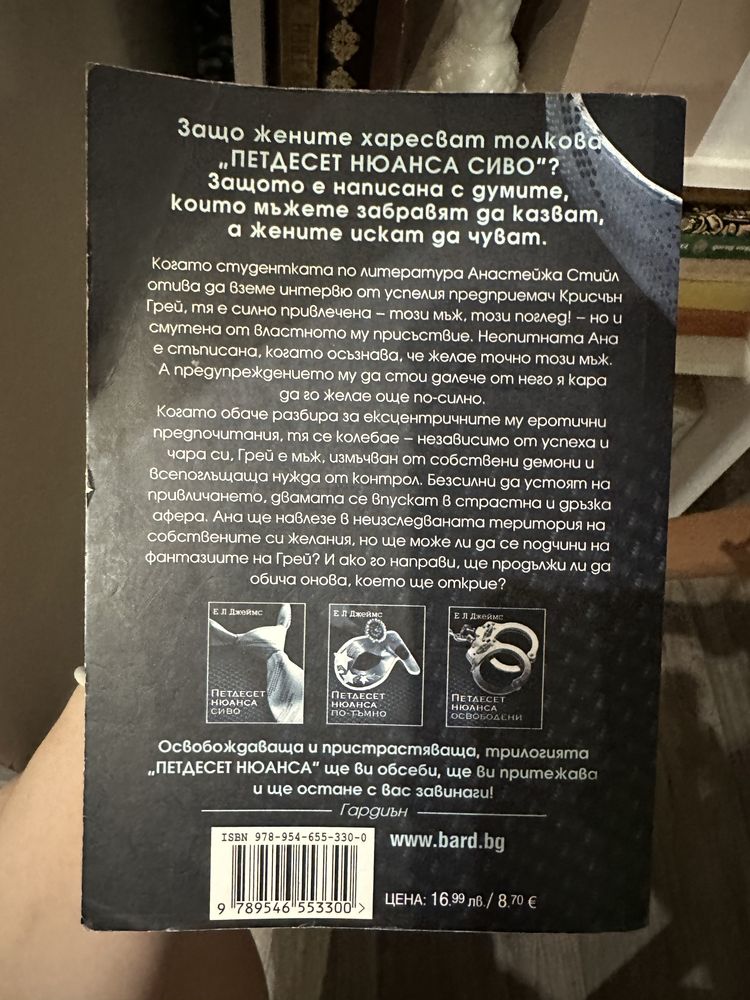 Защо жените харесват толкова
„ПЕТДЕСЕТ НЮАНСА СИВО“?
Защото е написана с думите,
които мъжете забравят да казват,
а жените искат да чуват.
Когато студентката по литература Анастейжа Стийл
отива да вземе интервю от успелия предприемач Крисчън
Грей, тя е силно привлечена – този мъж, този поглед! – но и
смутена от властното му присъствие. Неопитната Ана
е стъписана, когато осъзнава, че желае точно този мъж.
А предупреждението му да стои далече от него я кара
да го желае още по-силно.
Когато обаче разбира за ексцентричните му еротични
предпочитания, тя се колебае – независимо от успеха и
чара си, Грей е мъж, измъчван от собствени демони и
всепоглъщаща нужда от контрол. Безсилни да устоят на
привличането, двамата се впускат в страстна и дръзка
афера. Ана ще навлезе в неизследваната територия на
собствените си желания, но ще може ли да се подчини на
фантазиите на Грей? И ако го направи, ще продължи ли да
обича онова, което ще открие?
Е Л Джеймс
ПЕТДЕСЕТ
НЮАНСА
СИВО
Е Л Джеймс
ПЕТДЕСЕТ
НЮАНСА
ПО-ТЪМНО
Е Л Джеймс
ПЕТДЕСЕТ
НЮАНСА
ОСВОБОДЕНИ
Освобождаваща и пристрастяваща, трилогията
„ПЕТДЕСЕТ НЮАНСА“ ще ви обсеби, ще ви притежава
и ще остане с вас завинаги!
Гардиън
ISBN 978-954-655-330-0
9 789546 553300 >
www.bard.bg
ЦЕНА: 16.99 лв./ 8.70 €